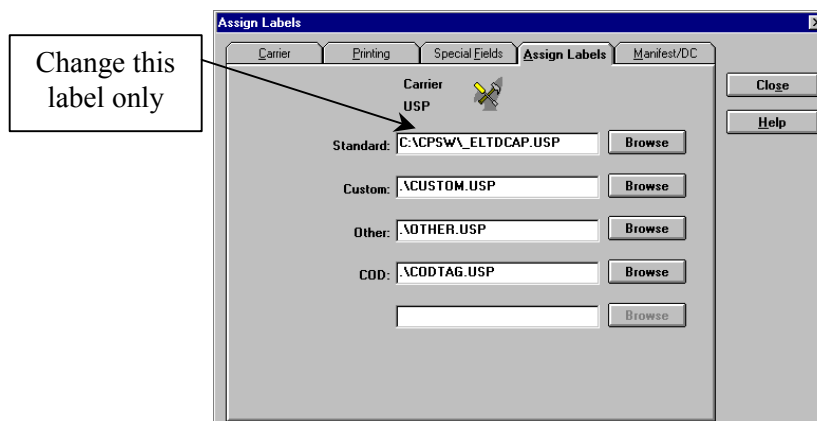 Assign Labels
Carrier Printing Special Fields Assign Labels Manifest/DC
Change this
label only
Carrier
USP
Close
Help
Standard: C:\CPSW\_ELTDCAP.USP Browse
Custom: .\CUSTOM.USP Browse
Other: .\OTHER.USP Browse
COD: .\CODTAG.USP Browse
Browse